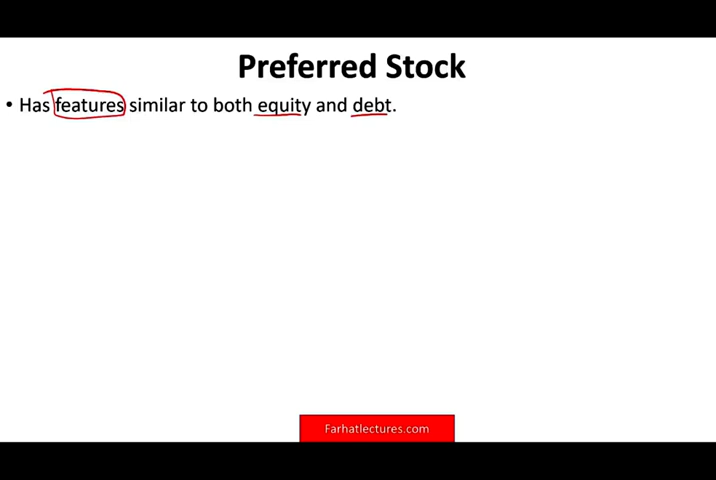 Preferred Stock
• Has features similar to both equity and debt.
Farhatlectures.com